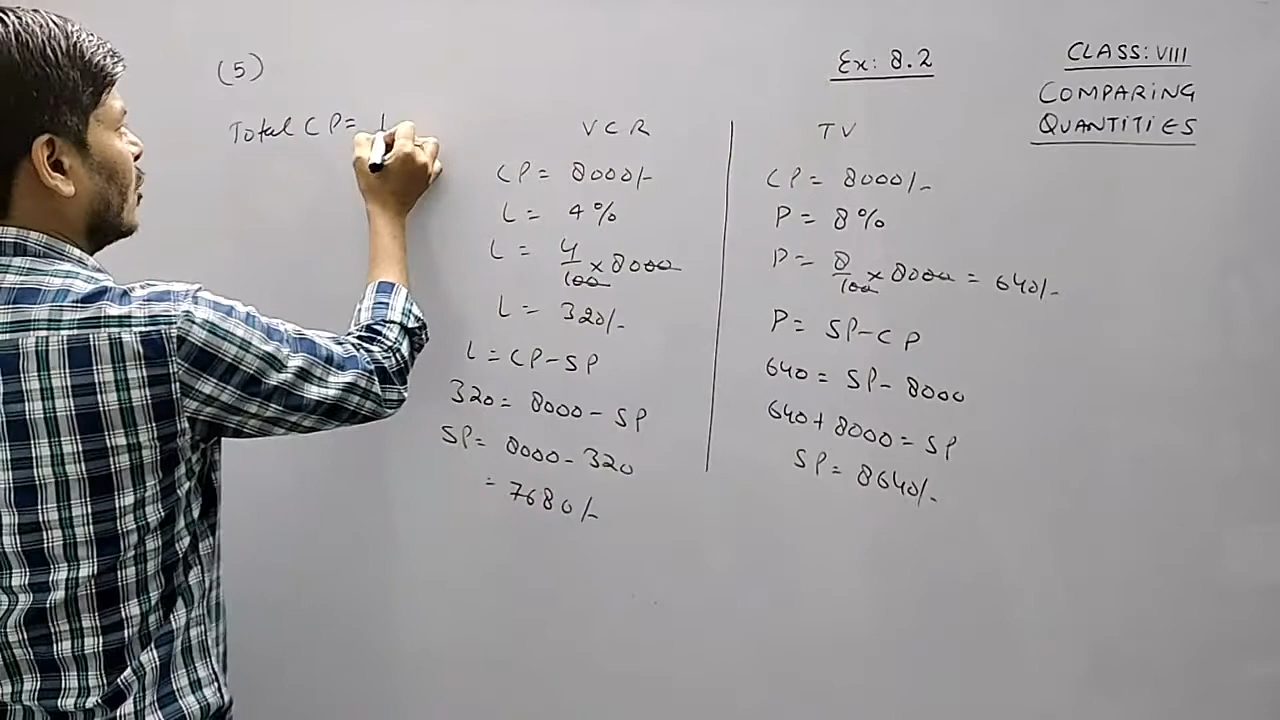 (5)
Ex: 8.2
CLASS: VIII
COMPARING
QUANTITIES
Total CP = 1
VCR
CP = 8000/-
L = 4%
L = 4/100 × 8000
L = 320/-
L = CP - SP
320 = 8000 - SP
SP = 8000 - 320
= 7680/-
TV
CP = 8000/-
P = 8%
P = 8/100 × 8000 = 640/-
P = SP - CP
640 = SP - 8000
640 + 8000 = SP
SP = 8640/-